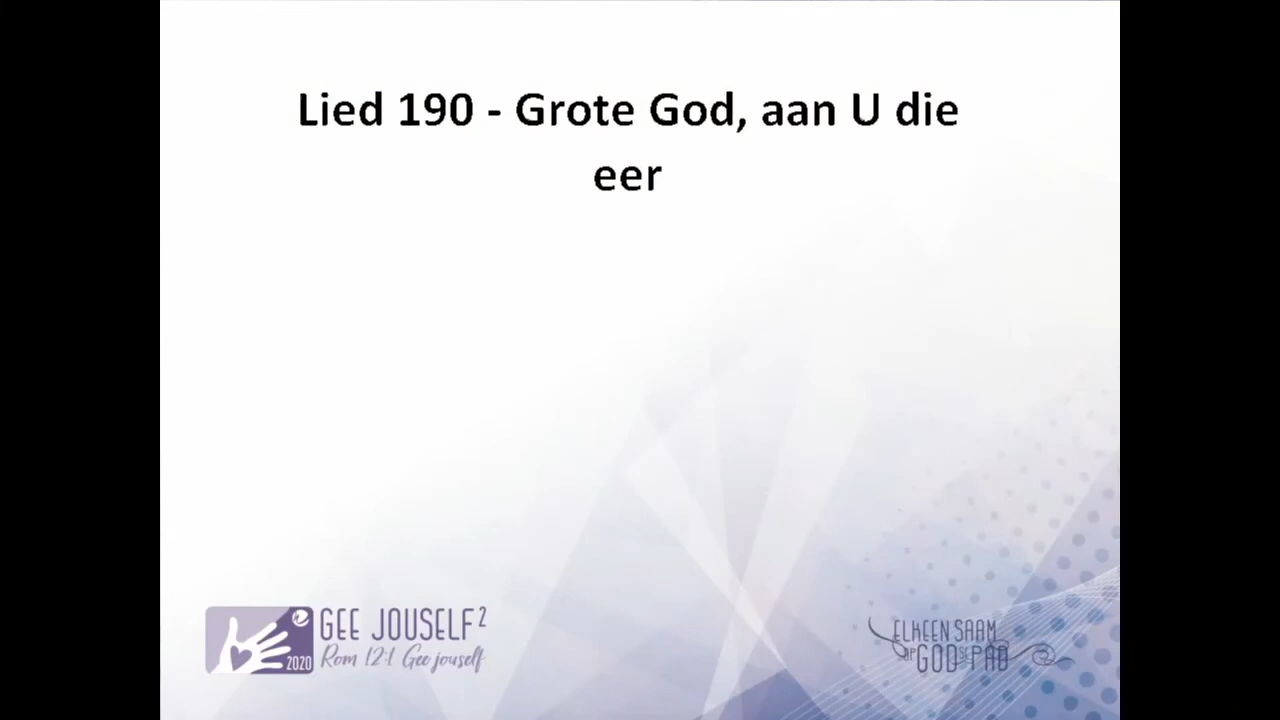 Lied 190 - Grote God, aan U die
eer
GEE JOUSELF²
2020 Rom 12:1 Gee jouself
ELKEEN SAAM
OP GOD SE PAD